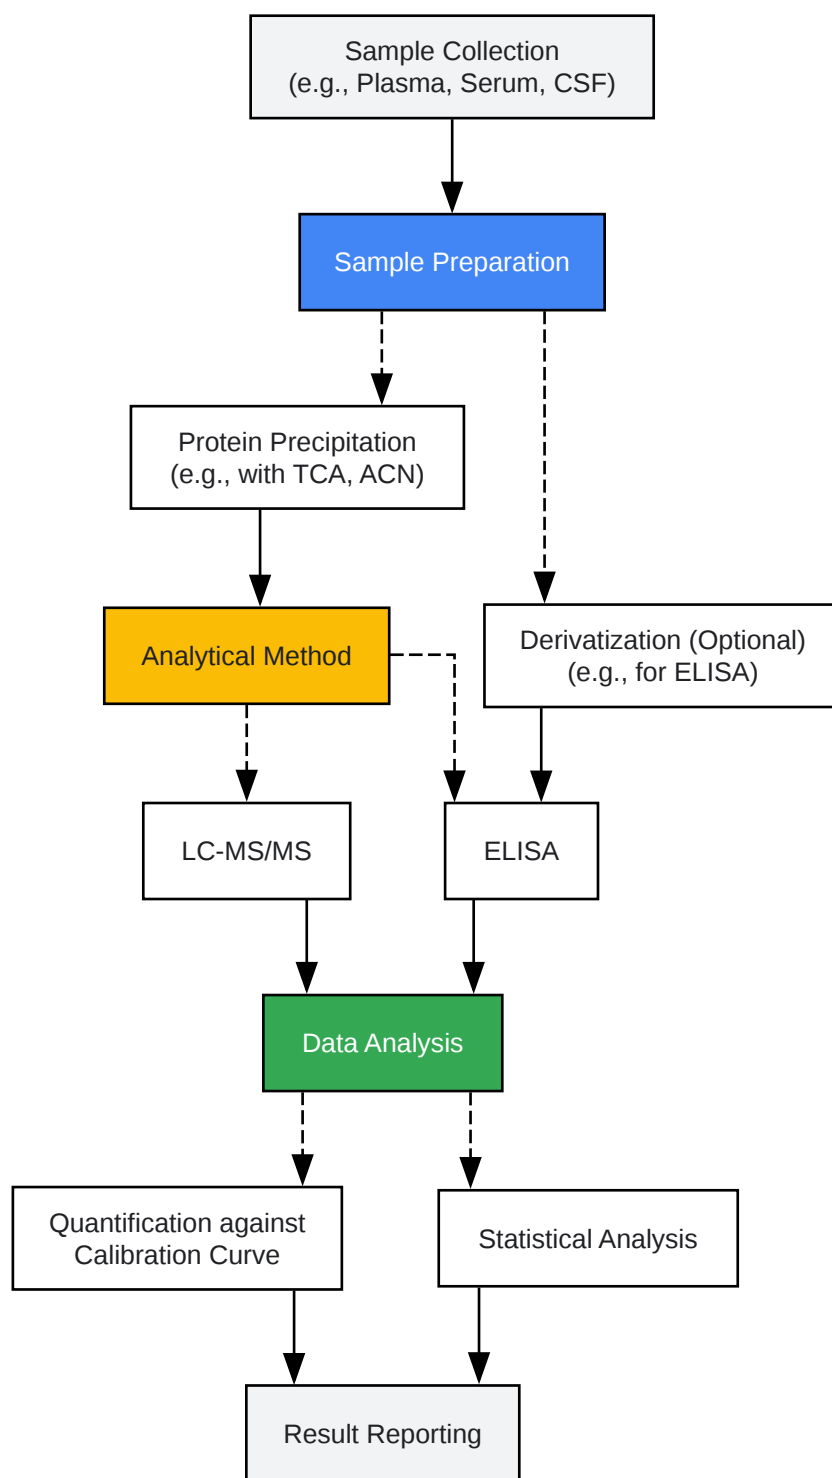 Sample Collection
(e.g., Plasma, Serum, CSF)
Sample Preparation
Protein Precipitation
(e.g., with TCA, ACN)
Derivatization (Optional)
(e.g., for ELISA)
Analytical Method
LC-MS/MS
ELISA
Data Analysis
Quantification against
Calibration Curve
Statistical Analysis
Result Reporting